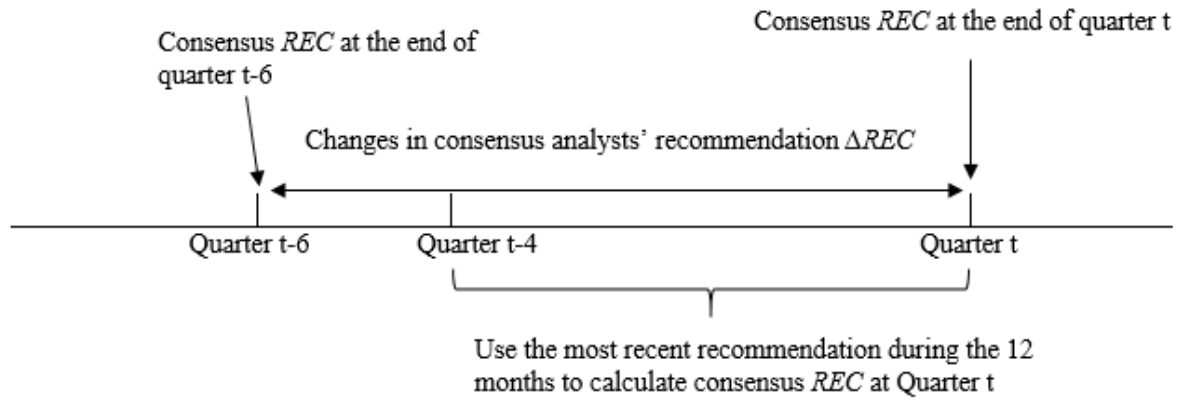 Consensus REC at the end of quarter t
Consensus REC at the end of
quarter t-6
Changes in consensus analysts’ recommendation ΔREC
Quarter t-6
Quarter t-4
Quarter t
Use the most recent recommendation during the 12
months to calculate consensus REC at Quarter t